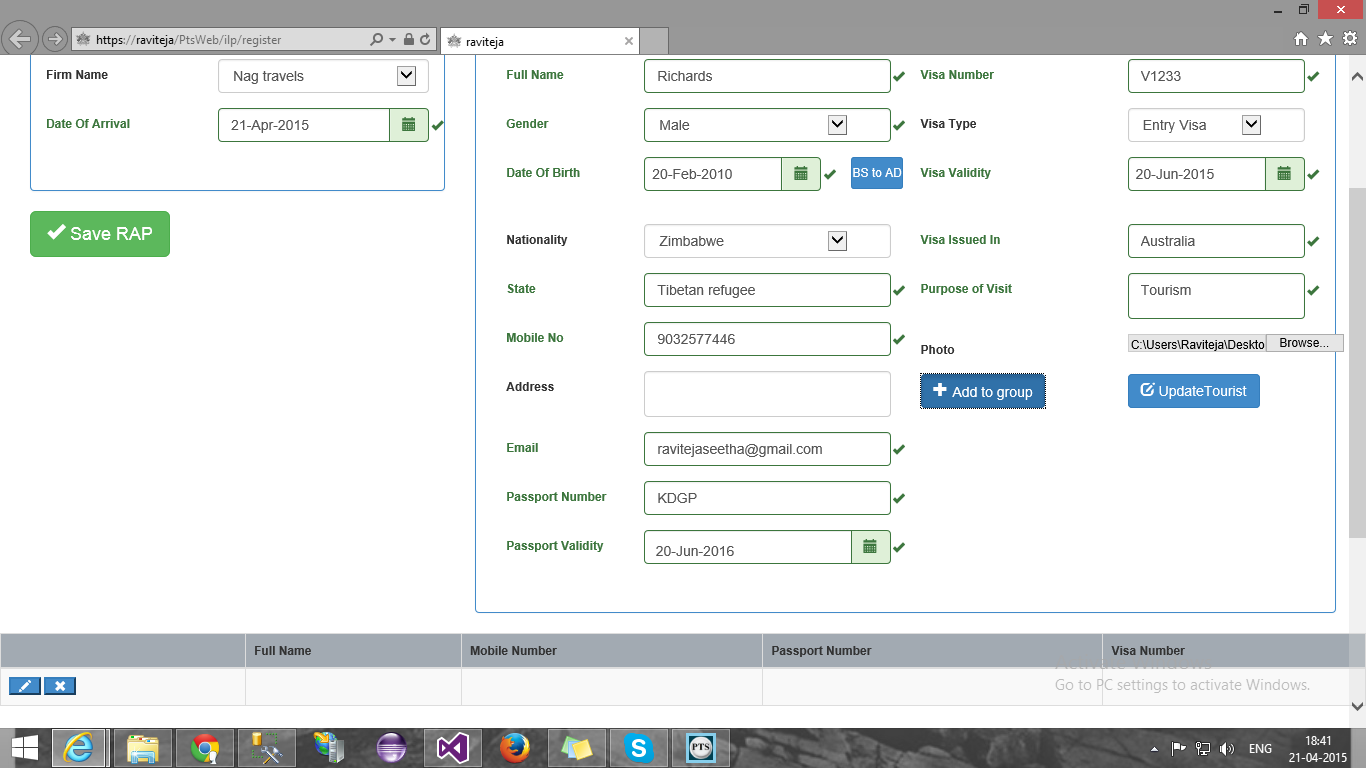 https://raviteja/PtsWeb/ilp/register
raviteja
Firm Name
Nag travels
Date Of Arrival
21-Apr-2015
Save RAP
Full Name
Richards
Gender
Male
Date Of Birth
20-Feb-2010
BS to AD
Nationality
Zimbabwe
State
Tibetan refugee
Mobile No
9032577446
Address
Email
ravitejaseetha@gmail.com
Passport Number
KDGP
Passport Validity
20-Jun-2016
Visa Number
V1233
Visa Type
Entry Visa
Visa Validity
20-Jun-2015
Visa Issued In
Australia
Purpose of Visit
Tourism
Photo
C:\Users\Raviteja\Deskto
Browse...
Add to group
UpdateTourist
Full Name
Mobile Number
Passport Number
Visa Number
Activate Windows
Go to PC settings to activate Windows.
PTS
ENG
18:41
21-04-2015